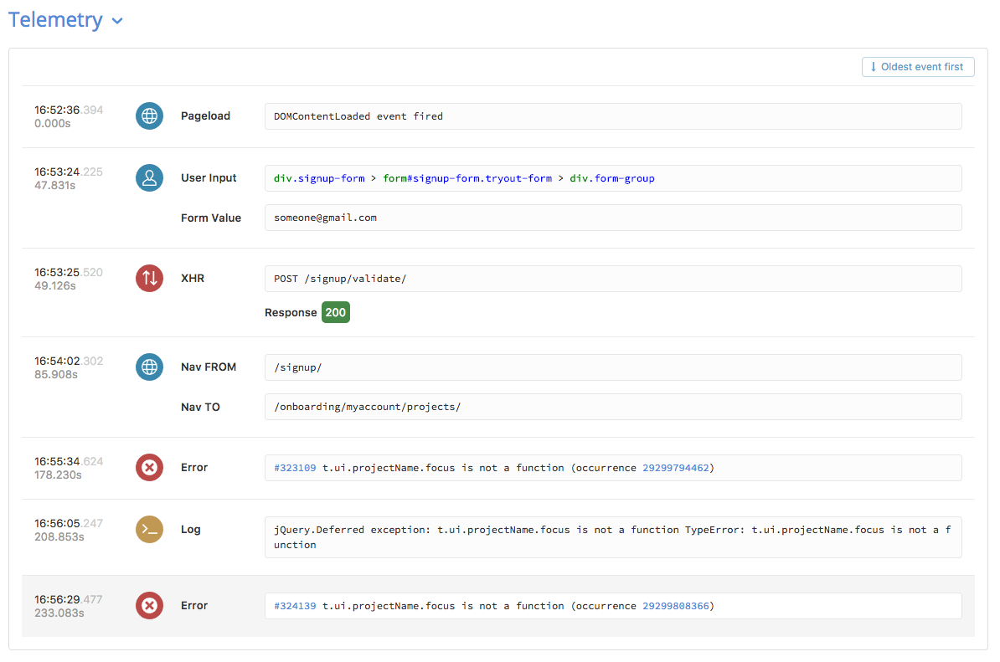 Telemetry
Oldest event first
16:52:36.394
0.000s
Pageload
DOMContentLoaded event fired
16:53:24.225
47.831s
User Input
div.signup-form > form#signup-form.tryout-form > div.form-group
Form Value
someone@gmail.com
16:53:25.520
49.126s
XHR
POST /signup/validate/
Response 200
16:54:02.302
85.908s
Nav FROM
/signup/
Nav TO
/onboarding/myaccount/projects/
16:55:34.624
178.230s
Error
#323109 t.ui.projectName.focus is not a function (occurrence 29299794462)
16:56:05.247
208.853s
Log
jQuery.Deferred exception: t.ui.projectName.focus is not a function TypeError: t.ui.projectName.focus is not a f
unction
16:56:29.477
233.083s
Error
#324139 t.ui.projectName.focus is not a function (occurrence 29299808366)